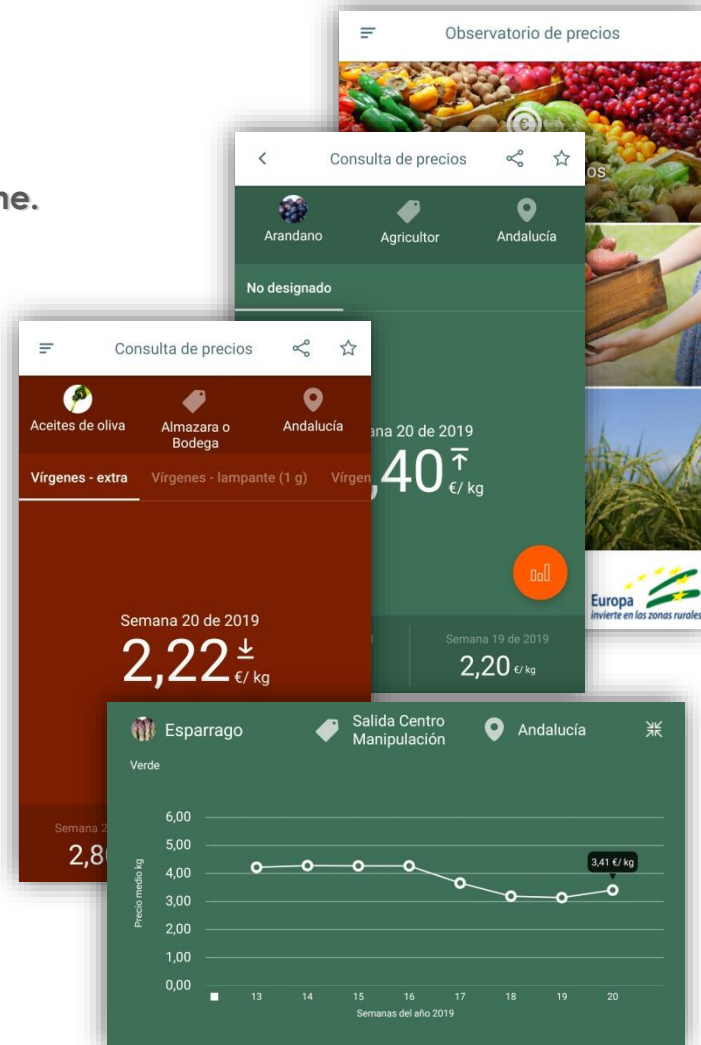 Observatorio de precios
Consulta de precios
Arandano
Agricultor
Andalucía
No designado
ana 20 de 2019
,40
€/ kg
Semana 19 de 2019
2,20 €/ kg
Europa
invierte en las zonas rurales
Consulta de precios
Aceites de oliva
Almazara o
Bodega
Andalucía
Vírgenes - extra
Vírgenes - lampante (1 g)
Vírgen
Semana 20 de 2019
2,22
€/ kg
Semana 2
2,8
Esparrago
Salida Centro
Manipulación
Andalucía
Verde
6,00
5,00
4,00
3,00
2,00
1,00
0,00
Precio medio kg
3,41 €/ kg
13 14 15 16 17 18 19 20
Semanas del año 2019